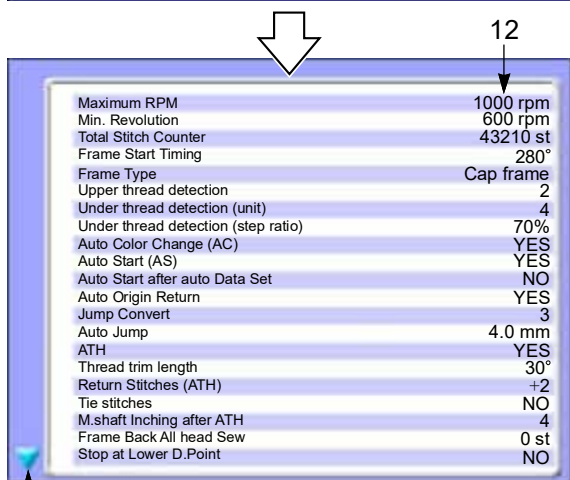 12
Maximum RPM 1000 rpm
Min. Revolution 600 rpm
Total Stitch Counter 43210 st
Frame Start Timing 280°
Frame Type Cap frame
Upper thread detection 2
Under thread detection (unit) 4
Under thread detection (step ratio) 70%
Auto Color Change (AC) YES
Auto Start (AS) YES
Auto Start after auto Data Set NO
Auto Origin Return YES
Jump Convert 3
Auto Jump 4.0 mm
ATH YES
Thread trim length 30°
Return Stitches (ATH) +2
Tie stitches NO
M.shaft Inching after ATH 4
Frame Back All head Sew 0 st
Stop at Lower D.Point NO